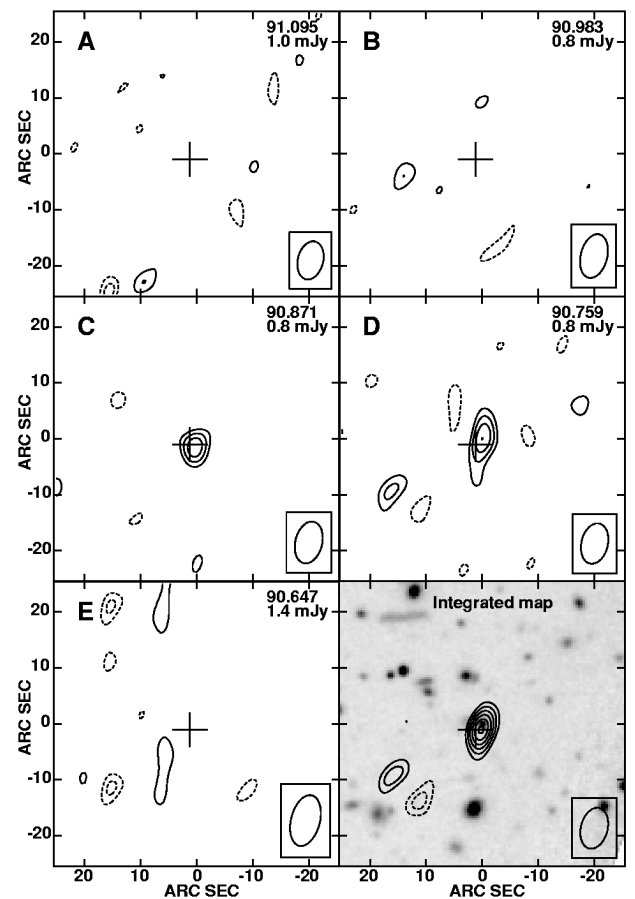 A
91.095
1.0 mJy
B
90.983
0.8 mJy
20
10
0
-10
-20
ARC SEC
C
90.871
0.8 mJy
D
90.759
0.8 mJy
20
10
0
-10
-20
ARC SEC
E
90.647
1.4 mJy
Integrated map
20
10
0
-10
-20
ARC SEC
20 10 0 -10 -20
20 10 0 -10 -20
ARC SEC
ARC SEC